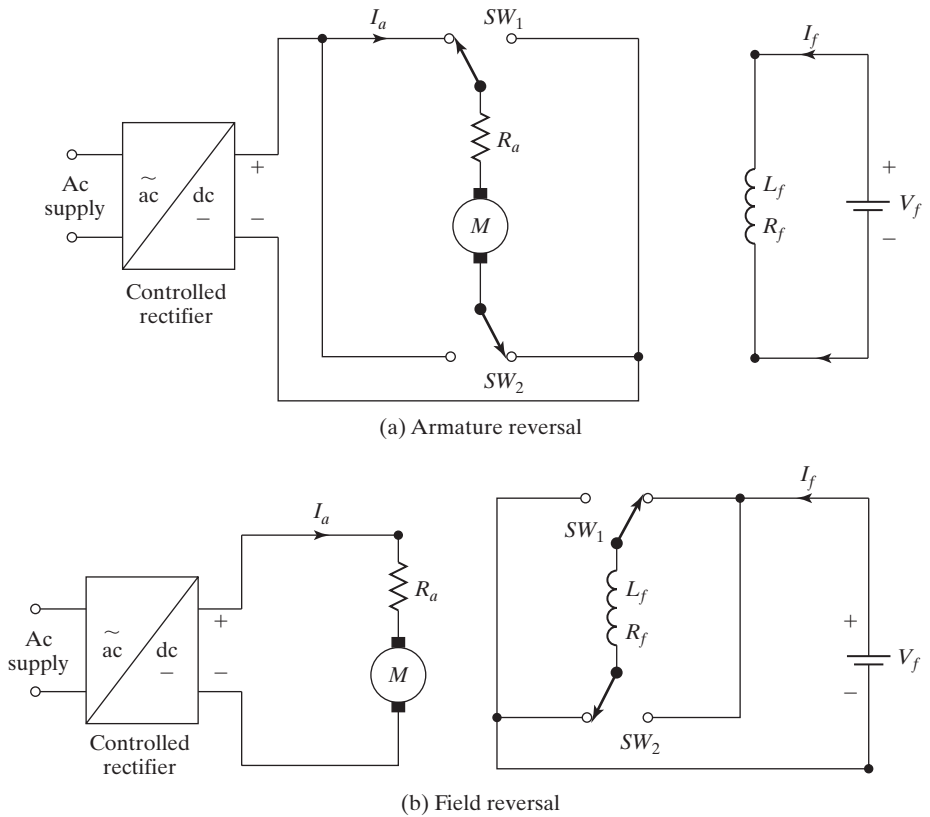 I_a
SW_1
I_f
R_a
Ac
supply
~
ac
dc
–
+
–
M
L_f
R_f
+
–
V_f
Controlled
rectifier
SW_2
(a) Armature reversal
I_f
I_a
SW_1
R_a
L_f
R_f
Ac
supply
~
ac
dc
–
+
–
M
+
–
V_f
SW_2
Controlled
rectifier
(b) Field reversal